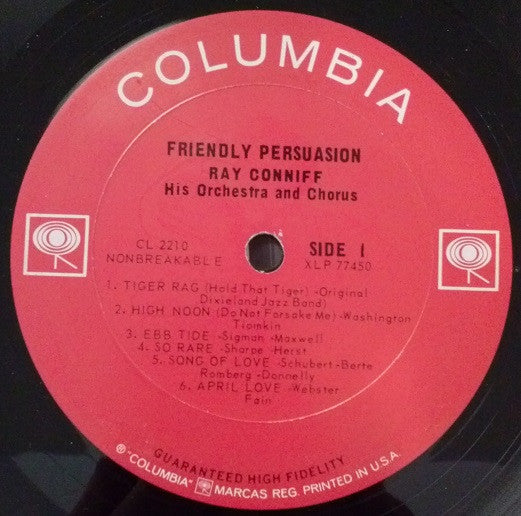 COLUMBIA
FRIENDLY PERSUASION
RAY CONNIFF
His Orchestra and Chorus
CL 2210
NONBREAKABLE
SIDE 1
XLP 77450
1. TIGER RAG (Hold That Tiger) -Original
Dixieland Jazz Band)
2. HIGH NOON (Do Not Forsake Me) -Washington
Tiomkin
3. EBB TIDE -Sigman -Maxwell
4. SO RARE -Sharpe -Herst
5. SONG OF LOVE -Schubert -Berte
Romberg -Donnelly
6. APRIL LOVE -Webster
Fain
GUARANTEED HIGH FIDELITY
® "COLUMBIA" MARCAS REG. PRINTED IN U.S.A.